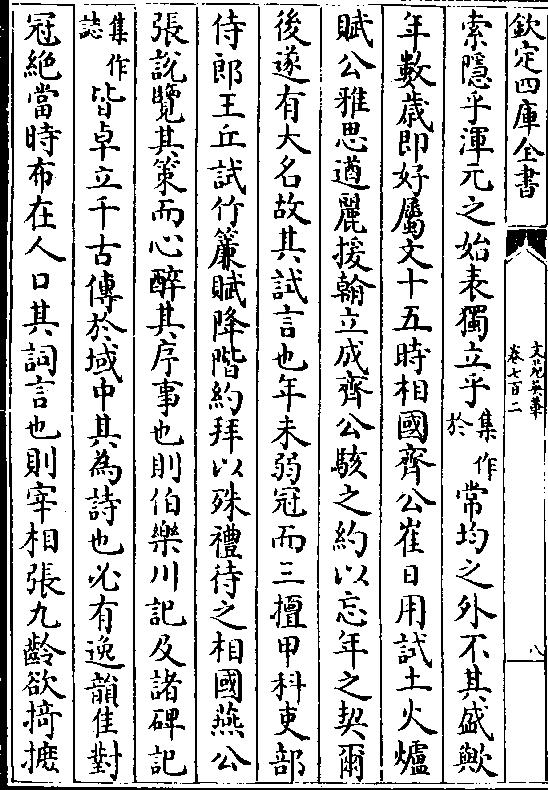 欽定四庫全書
文苑英華
卷七百二
八
索隱乎渾元之始表獨立乎集作於常均之外不其盛歟
年數歲即好屬文十五時相國齊公崔日用試土火爐
賦公雅思遒麗援翰立成齊公駭之約以忘年之契爾
後遂有大名故其試言也年未弱冠而三擅甲科吏部
侍郎王丘試竹簾賦降階約拜以殊禮待之相國燕公
張說覽其策而心醉其序事也則伯樂川記及諸碑記
集作誌皆卓立千古傳於域中其為詩也必有逸韻佳對
冠絶當時布在人口其詞言也則宰相張九齡欲掎摭